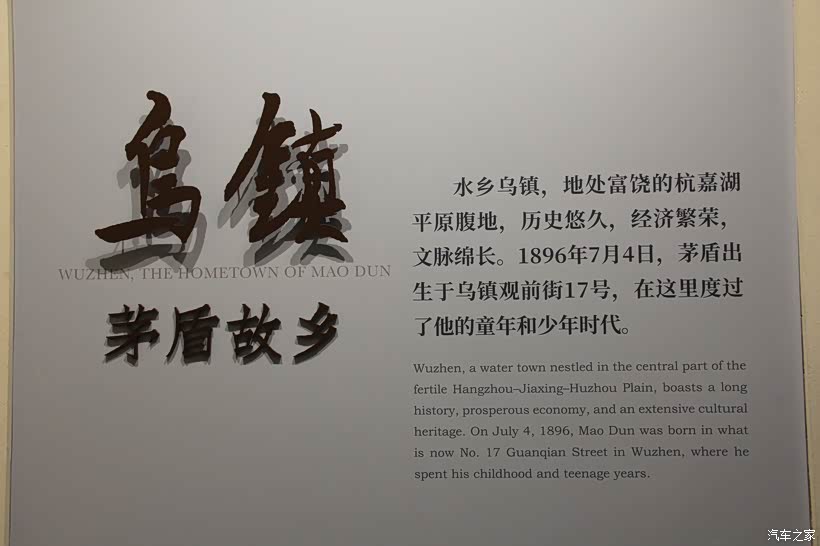 乌镇
WUZHEN, THE HOMETOWN OF MAO DUN
茅盾故乡
水乡乌镇，地处富饶的杭嘉湖
平原腹地，历史悠久，经济繁荣，
文脉绵长。1896年7月4日，茅盾出
生于乌镇观前街17号，在这里度过
了他的童年和少年时代。
Wuzhen, a water town nestled in the central part of the
fertile Hangzhou–Jiaxing–Huzhou Plain, boasts a long
history, prosperous economy, and an extensive cultural
heritage. On July 4, 1896, Mao Dun was born in what
is now No. 17 Guanqian Street in Wuzhen, where he
spent his childhood and teenage years.
汽车之家